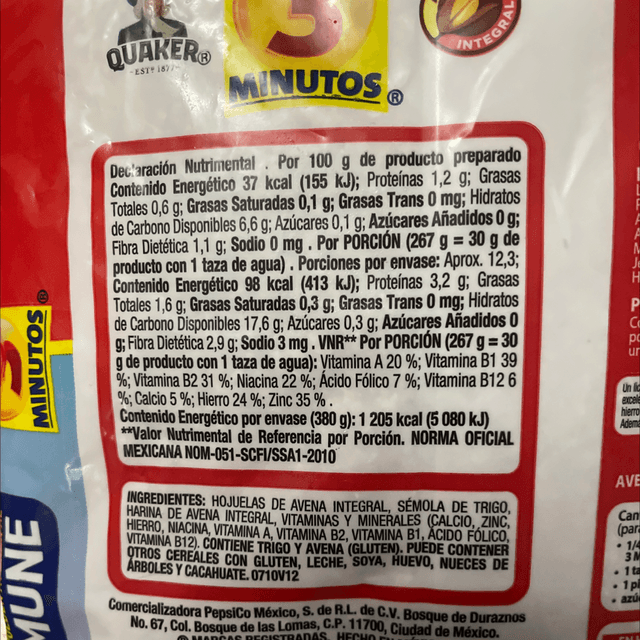 QUAKER®
-ESTD 1877-
3
MINUTOS®
INTEGRAL
Declaración Nutrimental . Por 100 g de producto preparado
Contenido Energético 37 kcal (155 kJ); Proteínas 1,2 g; Grasas
Totales 0,6 g; Grasas Saturadas 0,1 g; Grasas Trans 0 mg; Hidratos
de Carbono Disponibles 6,6 g; Azúcares 0,1 g; Azúcares Añadidos 0 g;
Fibra Dietética 1,1 g; Sodio 0 mg . Por PORCIÓN (267 g = 30 g de
producto con 1 taza de agua) . Porciones por envase: Aprox. 12,3;
Contenido Energético 98 kcal (413 kJ); Proteínas 3,2 g; Grasas
Totales 1,6 g; Grasas Saturadas 0,3 g; Grasas Trans 0 mg; Hidratos
de Carbono Disponibles 17,6 g; Azúcares 0,3 g; Azúcares Añadidos 0
g; Fibra Dietética 2,9 g; Sodio 3 mg . VNR** Por PORCIÓN (267 g = 30
g de producto con 1 taza de agua): Vitamina A 20 %; Vitamina B1 39
%; Vitamina B2 31 %; Niacina 22 %; Ácido Fólico 7 %; Vitamina B12 6
%; Calcio 5 %; Hierro 24 %; Zinc 35 % .
Contenido Energético por envase (380 g): 1 205 kcal (5 080 kJ)
**Valor Nutrimental de Referencia por Porción. NORMA OFICIAL
MEXICANA NOM-051-SCFI/SSA1-2010
INGREDIENTES: HOJUELAS DE AVENA INTEGRAL, SÉMOLA DE TRIGO,
HARINA DE AVENA INTEGRAL, VITAMINAS Y MINERALES (CALCIO, ZINC,
HIERRO, NIACINA, VITAMINA A, VITAMINA B2, VITAMINA B1, ÁCIDO FÓLICO,
VITAMINA B12). CONTIENE TRIGO Y AVENA (GLUTEN). PUEDE CONTENER
OTROS CEREALES CON GLUTEN, LECHE, SOYA, HUEVO, NUECES DE
ÁRBOLES Y CACAHUATE. 0710V12
Comercializadora PepsiCo México, S. de R.L. de C.V. Bosque de Duraznos
No. 67, Col. Bosque de las Lomas, C.P. 11700, Ciudad de México.
® MARCAS REGISTRADAS. HECHO EN
3
MINUTOS®
MUNE
Un
hierro
AVE